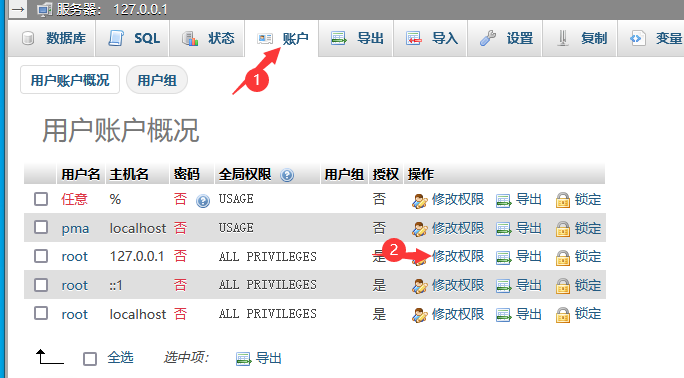 → 服务器: 127.0.0.1
数据库 SQL 状态 账户 导出 导入 设置 复制 变量
1
用户账户概况 用户组
用户账户概况
用户名 主机名 密码 全局权限 用户组 授权 操作
任意 % 否 USAGE 否 修改权限 导出 锁定
pma localhost 否 USAGE 否 修改权限 导出 锁定
root 127.0.0.1 否 ALL PRIVILEGES 是 2 修改权限 导出 锁定
root ::1 否 ALL PRIVILEGES 是 修改权限 导出 锁定
root localhost 否 ALL PRIVILEGES 是 修改权限 导出 锁定
全选 选中项: 导出